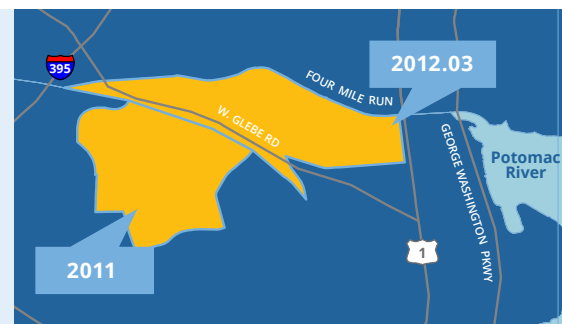 395
2012.03
FOUR MILE RUN
W. GLEBE RD
GEORGE WASHINGTON PKWY
Potomac
River
1
2011